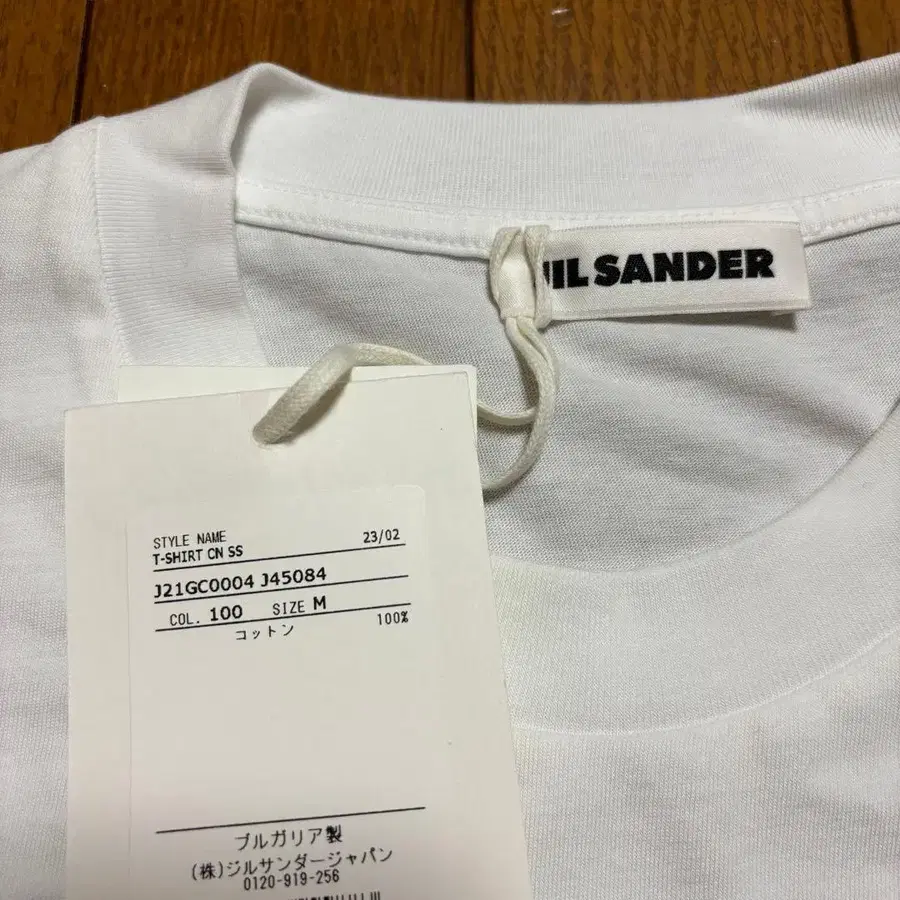 JIL SANDER
STYLE NAME 23/02
T-SHIRT CN SS
J21GC0004 J45084
COL. 100 SIZE M
コットン 100%
ブルガリア製
(株)ジルサンダージャパン
0120-919-256